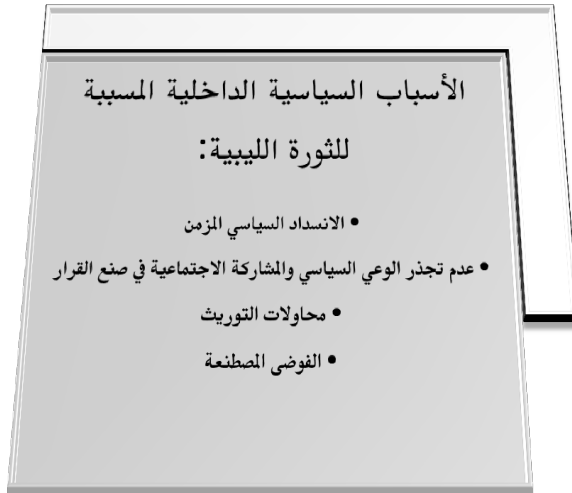 الأسباب السياسية الداخلية المسببة
للثورة الليبية:
• الانسداد السياسي المزمن
• عدم تجذر الوعي السياسي والمشاركة الاجتماعية في صنع القرار
• محاولات التوريث
• الفوضى المصطنعة